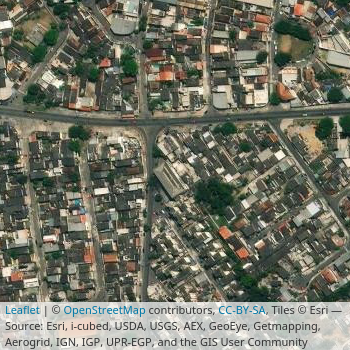 Leaflet | © OpenStreetMap contributors, CC-BY-SA, Tiles © Esri —
Source: Esri, i-cubed, USDA, USGS, AEX, GeoEye, Getmapping,
Aerogrid, IGN, IGP, UPR-EGP, and the GIS User Community